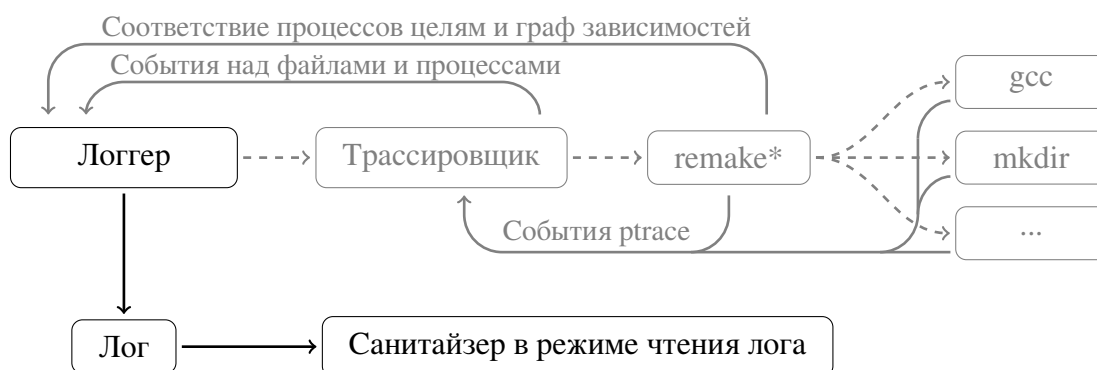 Соответствие процессов целям и граф зависимостей
События над файлами и процессами
gcc
Логгер
Трассировщик
remake*
mkdir
События ptrace
...
Лог
Санитайзер в режиме чтения лога